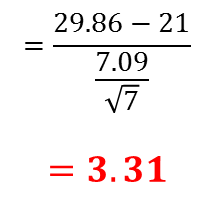 = 29.86 − 21
7.09
√7
= 3.31